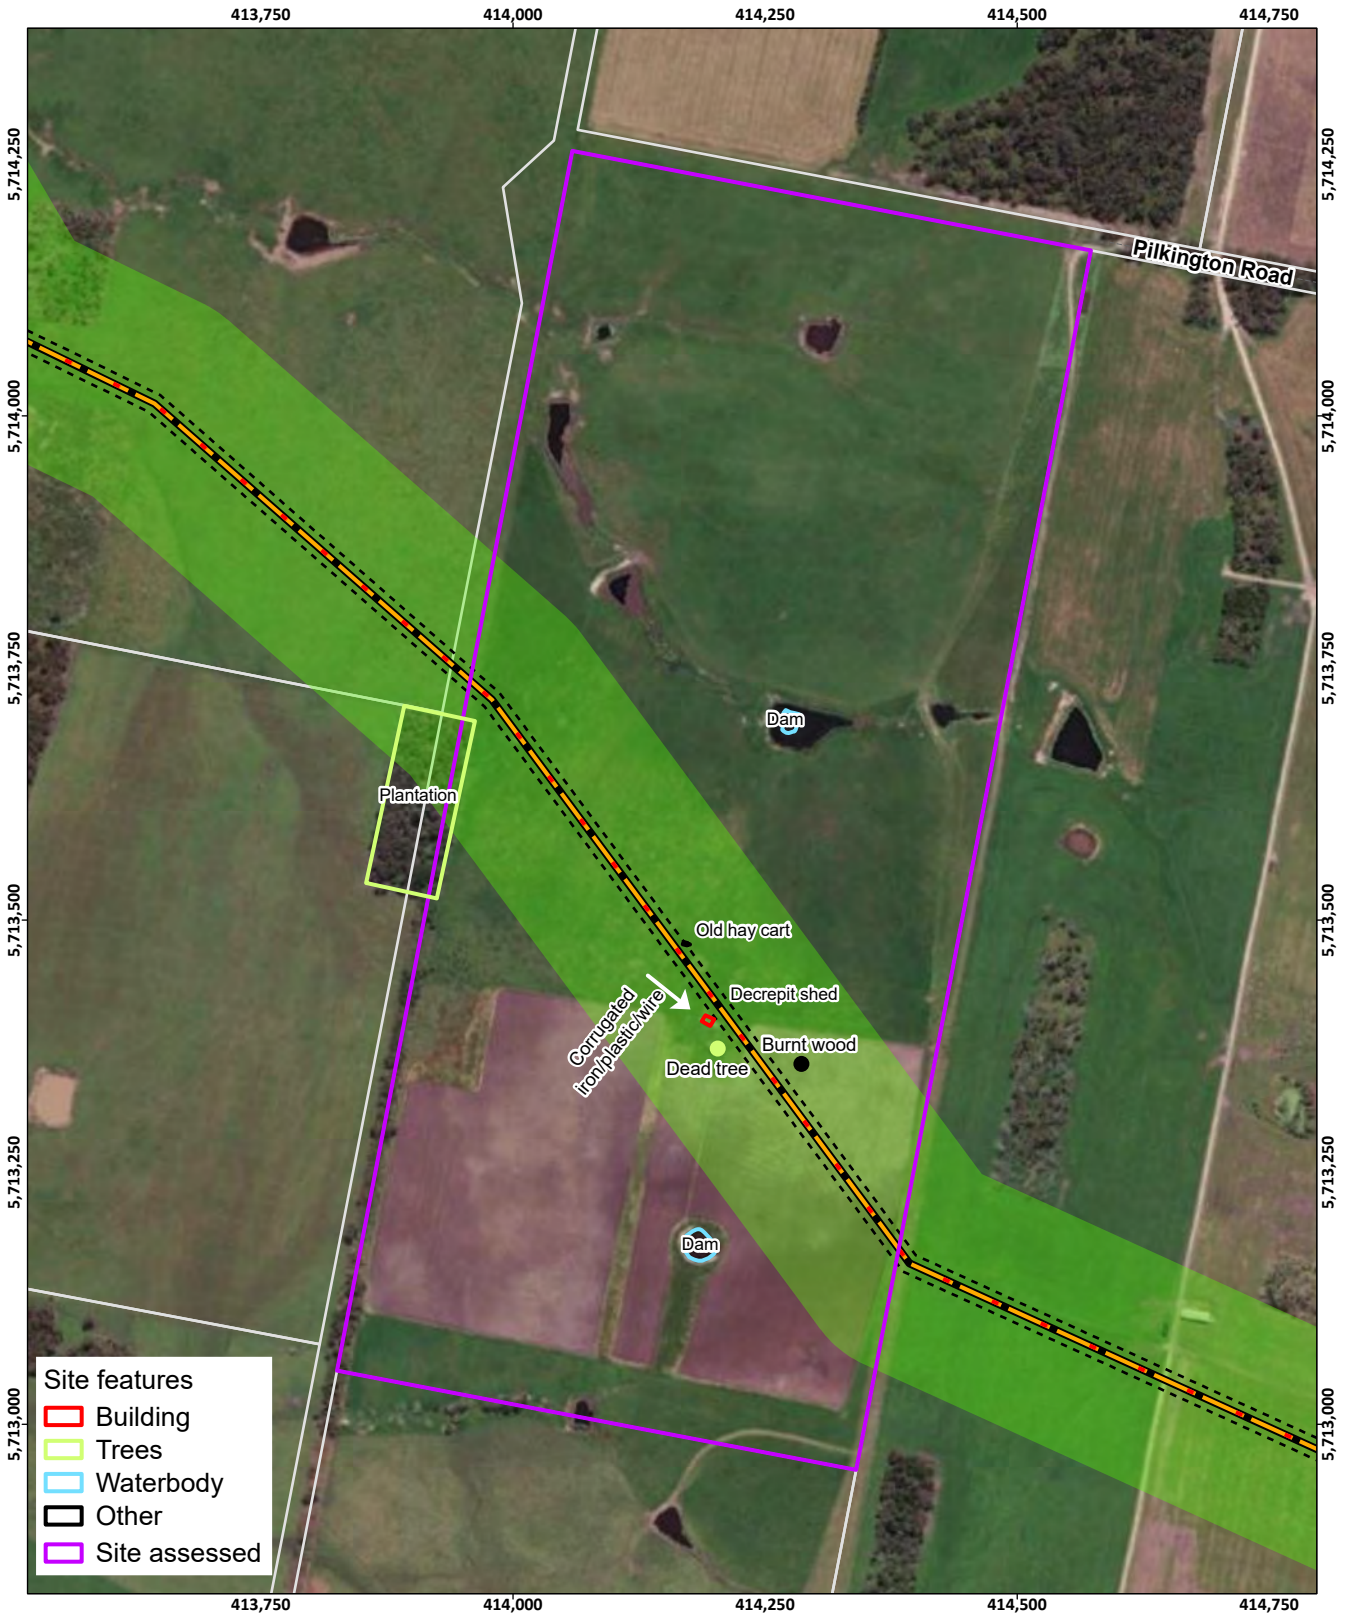 413,750
414,000
414,250
414,500
414,750
5,714,250
5,714,250
Pilkington Road
5,714,000
5,714,000
5,713,750
5,713,750
Dam
Plantation
5,713,500
5,713,500
Old hay cart
Decrepit shed
Corrugated
iron/plastic/wire
Burnt wood
Dead tree
5,713,250
5,713,250
Dam
5,713,000
5,713,000
Site features
Building
Trees
Waterbody
Other
Site assessed
413,750
414,000
414,250
414,500
414,750